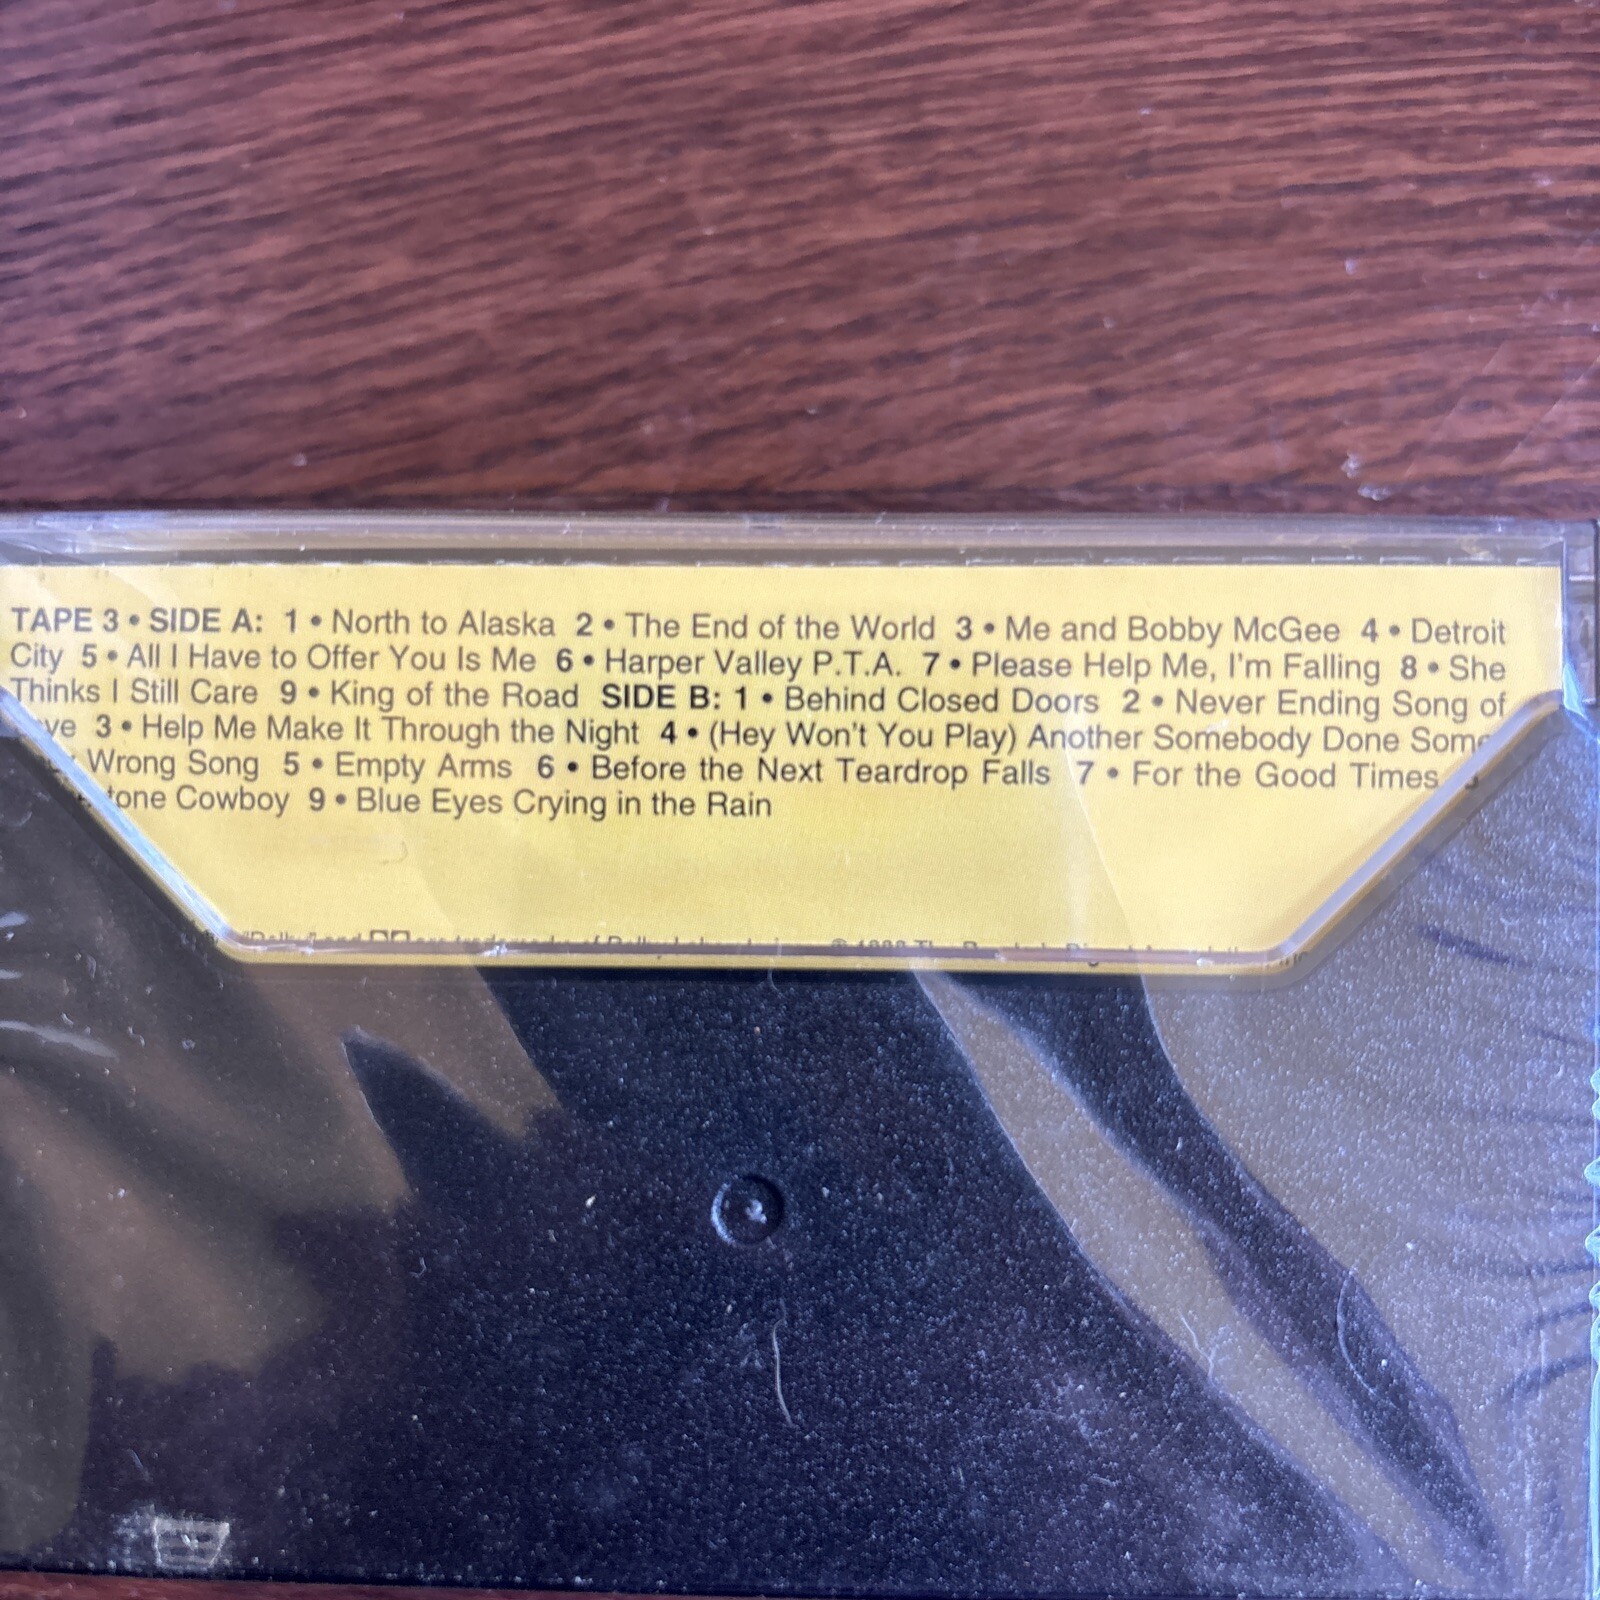 TAPE 3 • SIDE A: 1 • North to Alaska 2 • The End of the World 3 • Me and Bobby McGee 4 • Detroit
City 5 • All I Have to Offer You Is Me 6 • Harper Valley P.T.A. 7 • Please Help Me, I'm Falling 8 • She
Thinks I Still Care 9 • King of the Road SIDE B: 1 • Behind Closed Doors 2 • Never Ending Song of
ve 3 • Help Me Make It Through the Night 4 • (Hey Won't You Play) Another Somebody Done Some
Wrong Song 5 • Empty Arms 6 • Before the Next Teardrop Falls 7 • For the Good Times
tone Cowboy 9 • Blue Eyes Crying in the Rain